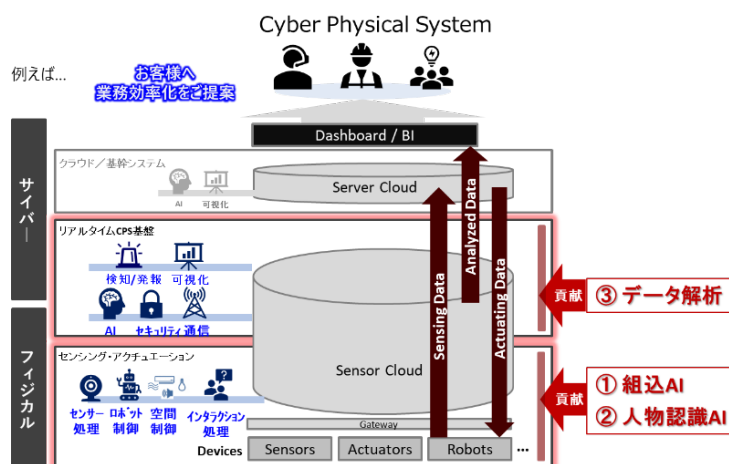 Cyber Physical System
例えば…
お客様へ
業務効率化をご提案
Dashboard / BI
サイバー
クラウド／基幹システム
AI
可視化
Server Cloud
リアルタイムCPS基盤
検知/発報
可視化
AI
セキュリティ
通信
Sensing Data
Analyzed Data
Actuating Data
貢献
③ データ解析
フィジカル
センシング・アクチュエーション
Sensor Cloud
センサー
処理
ロボット
制御
空間
制御
インタラクション
処理
貢献
① 組込AI
② 人物認識AI
Gateway
Devices
Sensors
Actuators
Robots
…